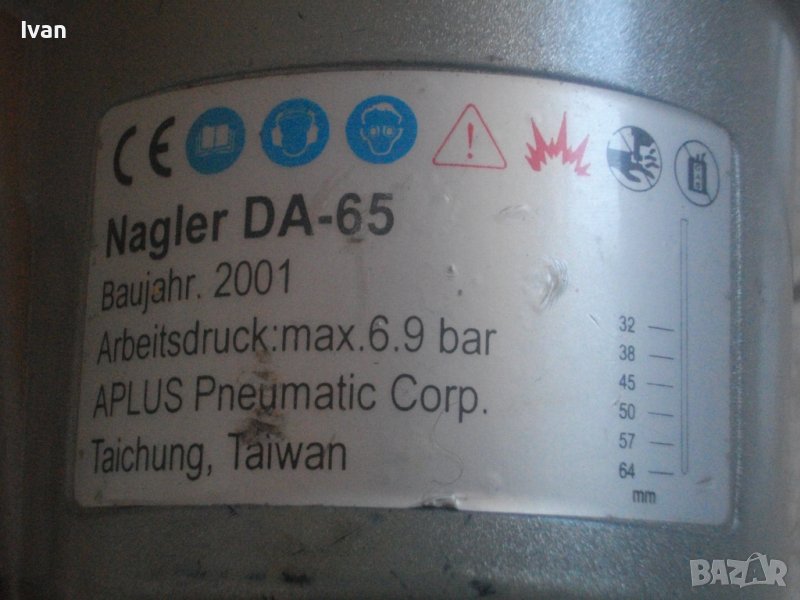 Ivan
CE
Nagler DA-65
Baujahr. 2001
Arbeitsdruck:max.6.9 bar
APLUS Pneumatic Corp.
Taichung, Taiwan
32
38
45
50
57
64
mm
BAZAR